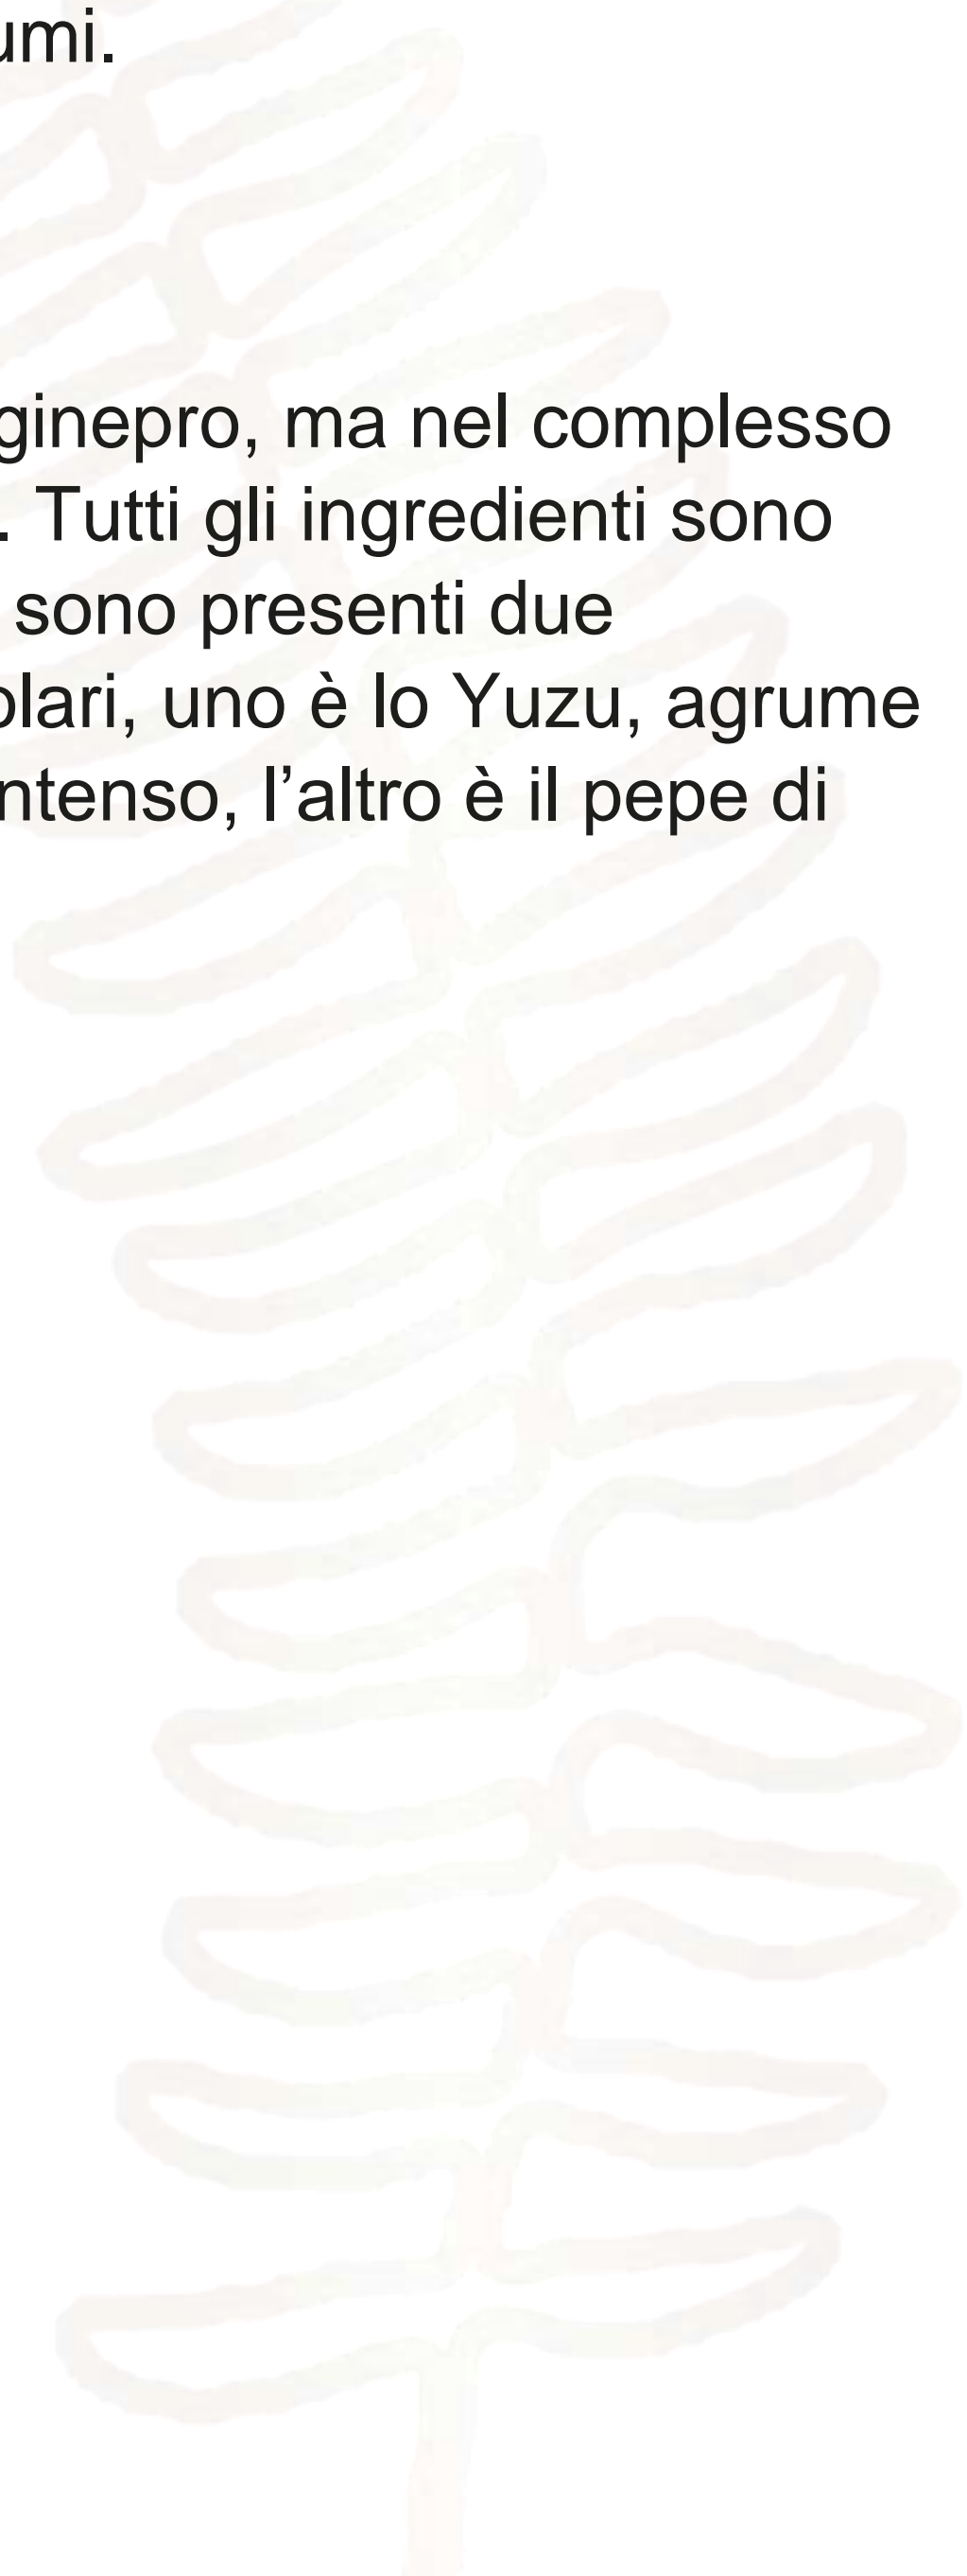 umi.
ginepro, ma nel complesso
. Tutti gli ingredienti sono
sono presenti due
olari, uno è lo Yuzu, agrume
ntenso, l’altro è il pepe di